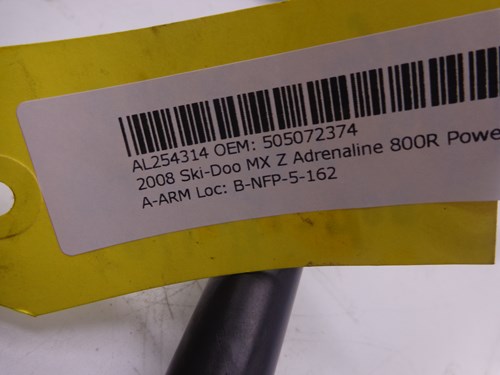 AL254314 OEM: 505072374
2008 Ski-Doo MX Z Adrenaline 800R Powe
A-ARM Loc: B-NFP-5-162